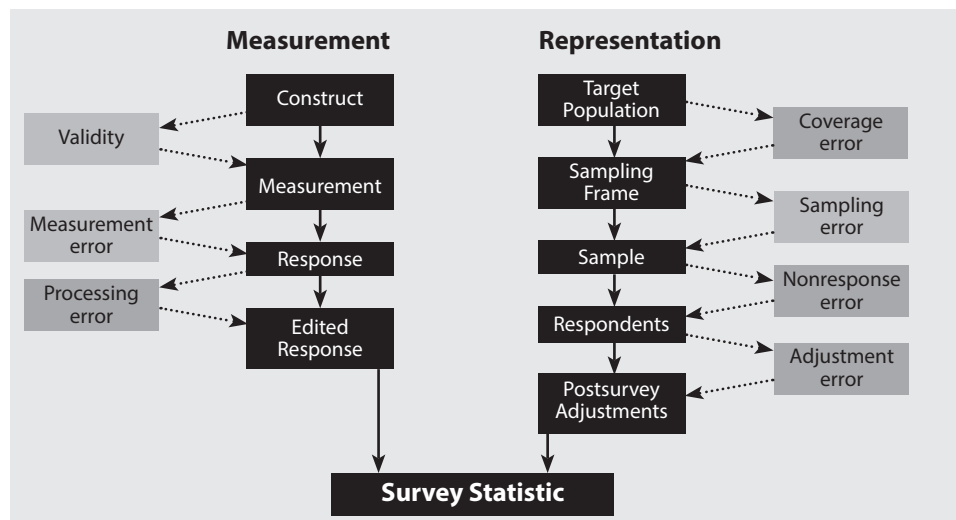 Measurement
Construct
Validity
Measurement
Measurement
error
Response
Processing
error
Edited
Response
Representation
Target
Population
Coverage
error
Sampling
Frame
Sampling
error
Sample
Nonresponse
error
Respondents
Adjustment
error
Postsurvey
Adjustments
Survey Statistic